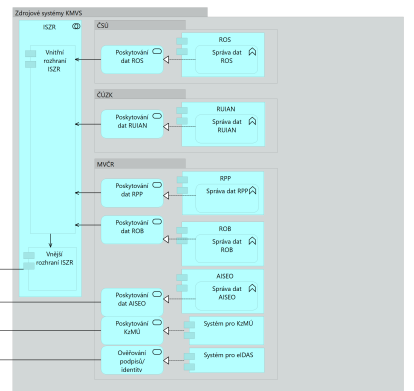 Zdrojové systémy KMVS
ISZR
Vnitřní
rozhraní
ISZR
Vnější
rozhraní ISZR
ČSÚ
Poskytování
dat ROS
ROS
Správa dat
ROS
ČÚZK
Poskytování
dat RUIAN
RUIAN
Správa dat
RUIAN
MVČR
Poskytování
dat RPP
RPP
Správa dat RPP
Poskytování
dat ROB
ROB
Správa dat
ROB
AISEO
Správa dat
AISEO
Poskytování
dat AISEO
Poskytování
KzMÚ
Systém pro KzMÚ
Ověřování
podpisů/
identity
Systém pro eIDAS